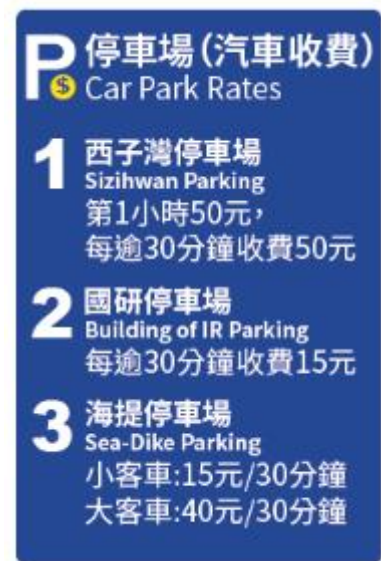 P$ 停車場(汽車收費)
Car Park Rates
1 西子灣停車場
Sizihwan Parking
第1小時50元,
每逾30分鐘收費50元
2 國研停車場
Building of IR Parking
每逾30分鐘收費15元
3 海提停車場
Sea-Dike Parking
小客車:15元/30分鐘
大客車:40元/30分鐘